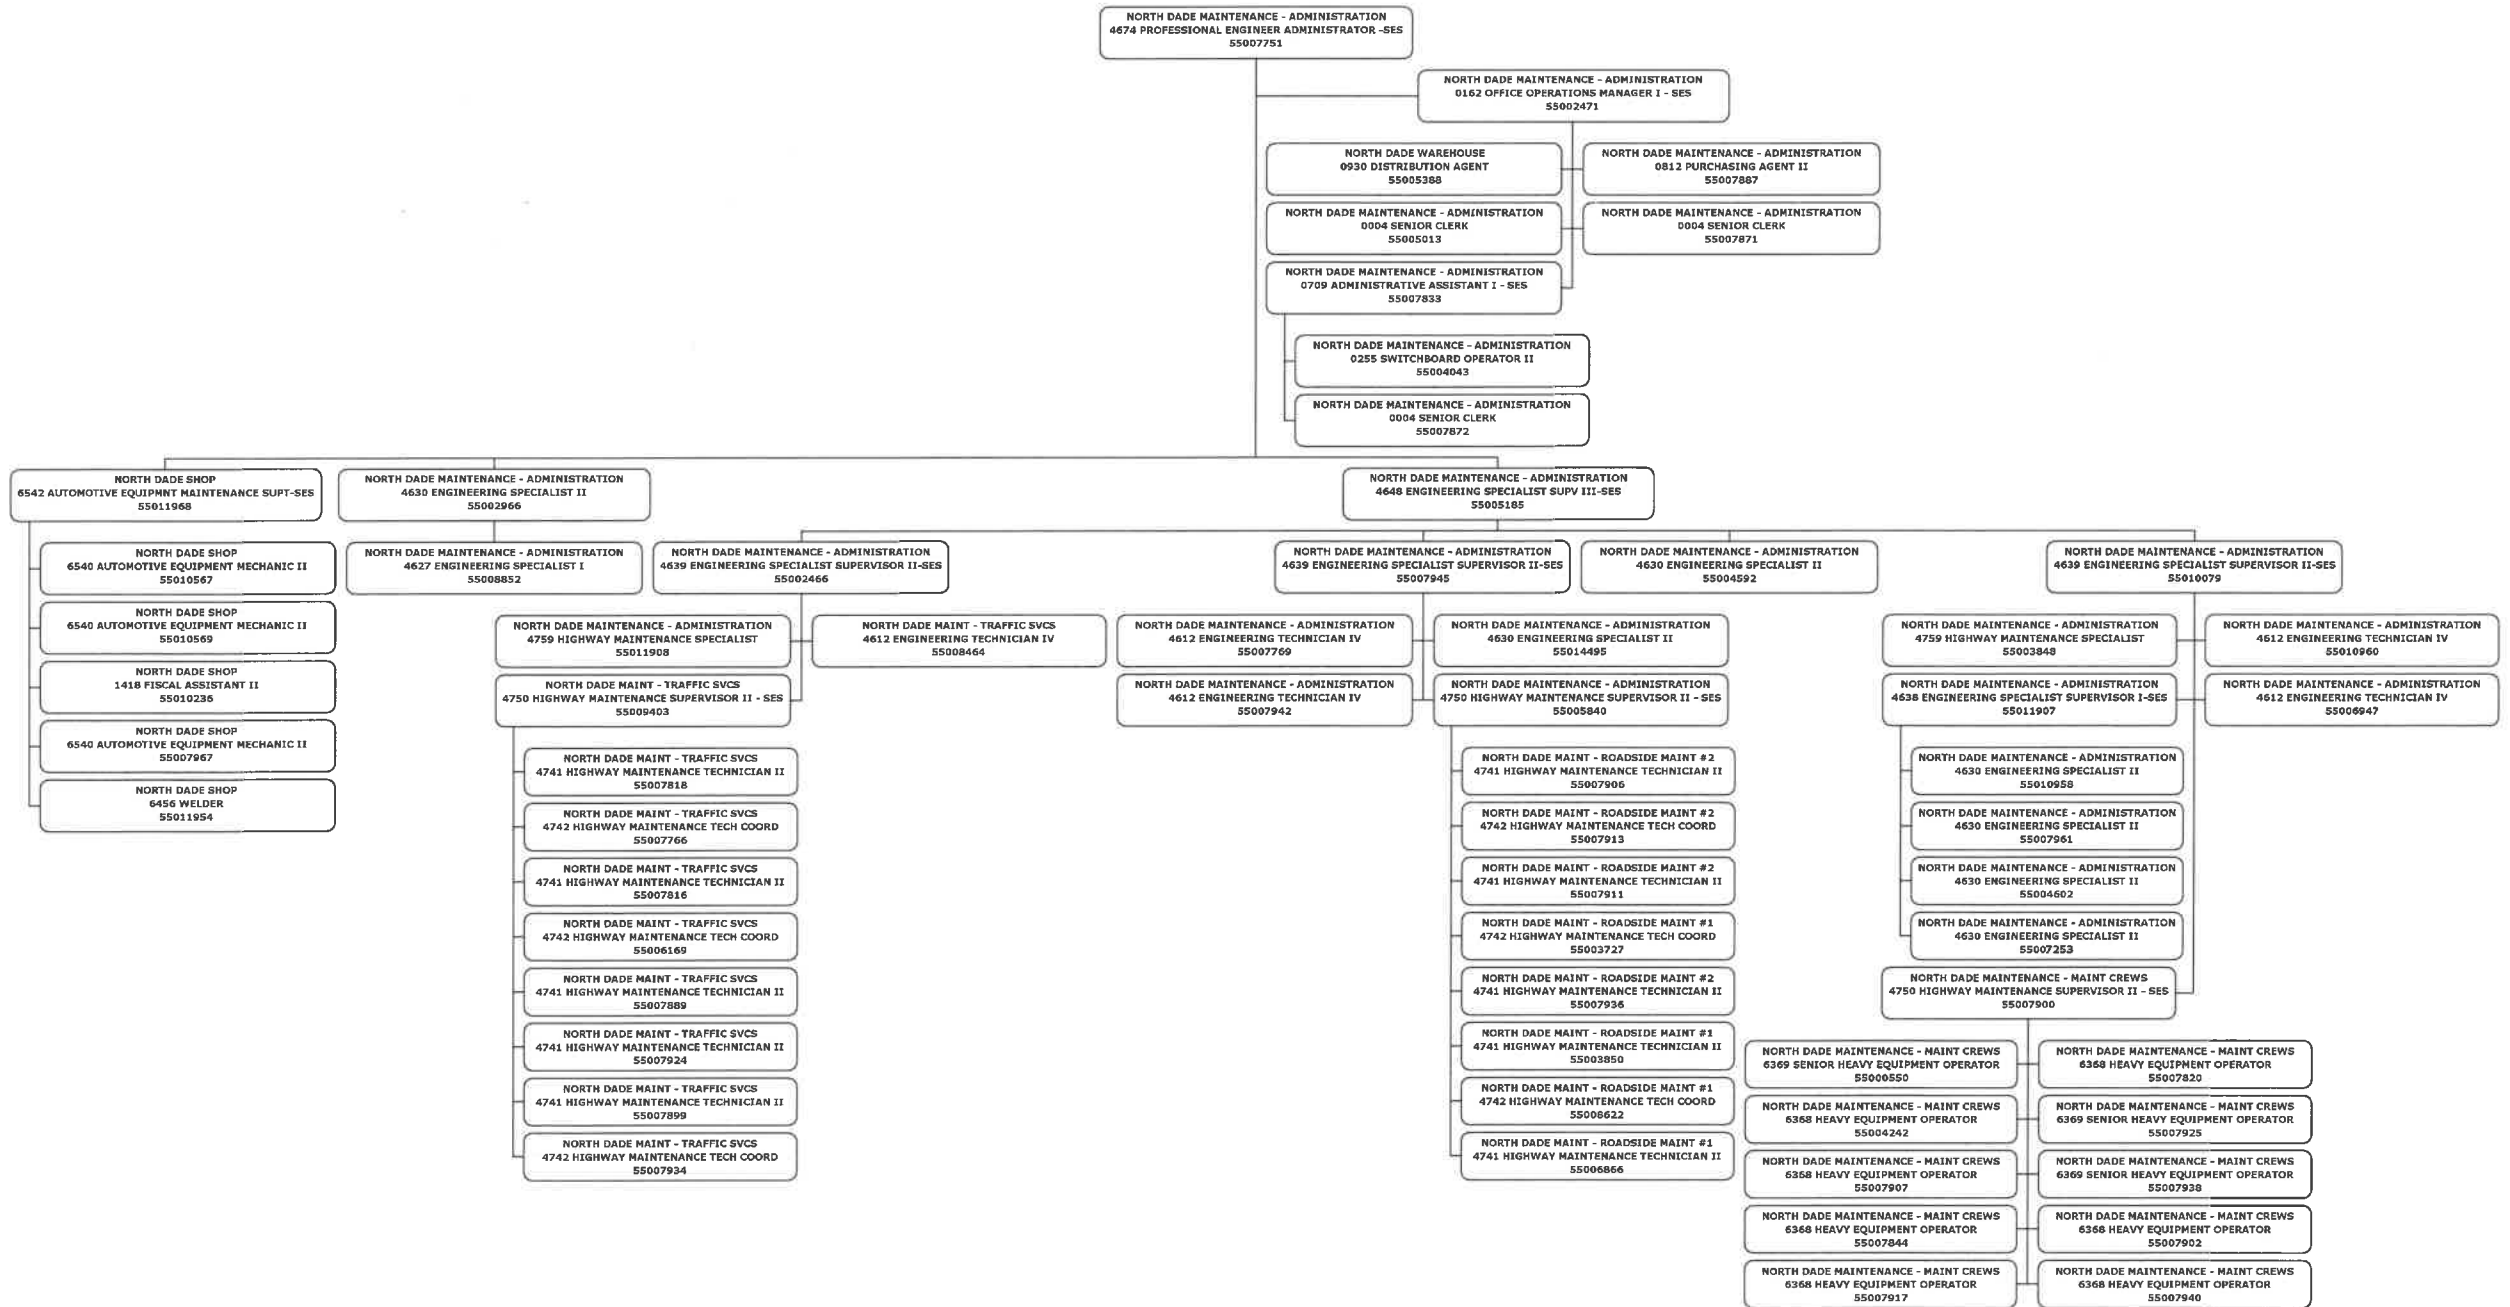 NORTH DADE MAINTENANCE - ADMINISTRATION
4674 PROFESSIONAL ENGINEER ADMINISTRATOR -SES
55007751
NORTH DADE MAINTENANCE - ADMINISTRATION
0162 OFFICE OPERATIONS MANAGER I - SES
55002471
NORTH DADE WAREHOUSE
0930 DISTRIBUTION AGENT
55005388
NORTH DADE MAINTENANCE - ADMINISTRATION
0812 PURCHASING AGENT II
55007887
NORTH DADE MAINTENANCE - ADMINISTRATION
0004 SENIOR CLERK
55005013
NORTH DADE MAINTENANCE - ADMINISTRATION
0004 SENIOR CLERK
55007871
NORTH DADE MAINTENANCE - ADMINISTRATION
0709 ADMINISTRATIVE ASSISTANT I - SES
55007833
NORTH DADE MAINTENANCE - ADMINISTRATION
0255 SWITCHBOARD OPERATOR II
55004043
NORTH DADE MAINTENANCE - ADMINISTRATION
0004 SENIOR CLERK
55007872
NORTH DADE SHOP
6542 AUTOMOTIVE EQUIPMNT MAINTENANCE SUPT-SES
55011968
NORTH DADE MAINTENANCE - ADMINISTRATION
4630 ENGINEERING SPECIALIST II
55002966
NORTH DADE MAINTENANCE - ADMINISTRATION
4648 ENGINEERING SPECIALIST SUPV III-SES
55005185
NORTH DADE SHOP
6540 AUTOMOTIVE EQUIPMENT MECHANIC II
55010567
NORTH DADE SHOP
6540 AUTOMOTIVE EQUIPMENT MECHANIC II
55010569
NORTH DADE SHOP
1418 FISCAL ASSISTANT II
55010236
NORTH DADE SHOP
6540 AUTOMOTIVE EQUIPMENT MECHANIC II
55007967
NORTH DADE SHOP
6456 WELDER
55011954
NORTH DADE MAINTENANCE - ADMINISTRATION
4627 ENGINEERING SPECIALIST I
55008852
NORTH DADE MAINTENANCE - ADMINISTRATION
4639 ENGINEERING SPECIALIST SUPERVISOR II-SES
55002466
NORTH DADE MAINTENANCE - ADMINISTRATION
4759 HIGHWAY MAINTENANCE SPECIALIST
55011908
NORTH DADE MAINT - TRAFFIC SVCS
4612 ENGINEERING TECHNICIAN IV
55008464
NORTH DADE MAINT - TRAFFIC SVCS
4750 HIGHWAY MAINTENANCE SUPERVISOR II - SES
55009403
NORTH DADE MAINT - TRAFFIC SVCS
4741 HIGHWAY MAINTENANCE TECHNICIAN II
55007818
NORTH DADE MAINT - TRAFFIC SVCS
4742 HIGHWAY MAINTENANCE TECH COORD
55007766
NORTH DADE MAINT - TRAFFIC SVCS
4741 HIGHWAY MAINTENANCE TECHNICIAN II
55007816
NORTH DADE MAINT - TRAFFIC SVCS
4742 HIGHWAY MAINTENANCE TECH COORD
55006169
NORTH DADE MAINT - TRAFFIC SVCS
4741 HIGHWAY MAINTENANCE TECHNICIAN II
55007889
NORTH DADE MAINT - TRAFFIC SVCS
4741 HIGHWAY MAINTENANCE TECHNICIAN II
55007924
NORTH DADE MAINT - TRAFFIC SVCS
4741 HIGHWAY MAINTENANCE TECHNICIAN II
55007899
NORTH DADE MAINT - TRAFFIC SVCS
4742 HIGHWAY MAINTENANCE TECH COORD
55007934
NORTH DADE MAINTENANCE - ADMINISTRATION
4639 ENGINEERING SPECIALIST SUPERVISOR II-SES
55007945
NORTH DADE MAINTENANCE - ADMINISTRATION
4612 ENGINEERING TECHNICIAN IV
55007769
NORTH DADE MAINTENANCE - ADMINISTRATION
4630 ENGINEERING SPECIALIST II
55014495
NORTH DADE MAINTENANCE - ADMINISTRATION
4612 ENGINEERING TECHNICIAN IV
55007942
NORTH DADE MAINTENANCE - ADMINISTRATION
4750 HIGHWAY MAINTENANCE SUPERVISOR II - SES
55005840
NORTH DADE MAINT - ROADSIDE MAINT #2
4741 HIGHWAY MAINTENANCE TECHNICIAN II
55007906
NORTH DADE MAINT - ROADSIDE MAINT #2
4742 HIGHWAY MAINTENANCE TECH COORD
55007913
NORTH DADE MAINT - ROADSIDE MAINT #2
4741 HIGHWAY MAINTENANCE TECHNICIAN II
55007911
NORTH DADE MAINT - ROADSIDE MAINT #1
4742 HIGHWAY MAINTENANCE TECH COORD
55003727
NORTH DADE MAINT - ROADSIDE MAINT #2
4741 HIGHWAY MAINTENANCE TECHNICIAN II
55007936
NORTH DADE MAINT - ROADSIDE MAINT #1
4741 HIGHWAY MAINTENANCE TECHNICIAN II
55003850
NORTH DADE MAINT - ROADSIDE MAINT #1
4742 HIGHWAY MAINTENANCE TECH COORD
55008622
NORTH DADE MAINT - ROADSIDE MAINT #1
4741 HIGHWAY MAINTENANCE TECHNICIAN II
55006866
NORTH DADE MAINTENANCE - ADMINISTRATION
4630 ENGINEERING SPECIALIST II
55004592
NORTH DADE MAINTENANCE - ADMINISTRATION
4639 ENGINEERING SPECIALIST SUPERVISOR II-SES
55010079
NORTH DADE MAINTENANCE - ADMINISTRATION
4759 HIGHWAY MAINTENANCE SPECIALIST
55003848
NORTH DADE MAINTENANCE - ADMINISTRATION
4612 ENGINEERING TECHNICIAN IV
55010960
NORTH DADE MAINTENANCE - ADMINISTRATION
4638 ENGINEERING SPECIALIST SUPERVISOR I-SES
55011907
NORTH DADE MAINTENANCE - ADMINISTRATION
4612 ENGINEERING TECHNICIAN IV
55006947
NORTH DADE MAINTENANCE - ADMINISTRATION
4630 ENGINEERING SPECIALIST II
55010958
NORTH DADE MAINTENANCE - ADMINISTRATION
4630 ENGINEERING SPECIALIST II
55007961
NORTH DADE MAINTENANCE - ADMINISTRATION
4630 ENGINEERING SPECIALIST II
55004602
NORTH DADE MAINTENANCE - ADMINISTRATION
4630 ENGINEERING SPECIALIST II
55007253
NORTH DADE MAINTENANCE - MAINT CREWS
4750 HIGHWAY MAINTENANCE SUPERVISOR II - SES
55007900
NORTH DADE MAINTENANCE - MAINT CREWS
6369 SENIOR HEAVY EQUIPMENT OPERATOR
55000550
NORTH DADE MAINTENANCE - MAINT CREWS
6368 HEAVY EQUIPMENT OPERATOR
55007820
NORTH DADE MAINTENANCE - MAINT CREWS
6368 HEAVY EQUIPMENT OPERATOR
55004242
NORTH DADE MAINTENANCE - MAINT CREWS
6369 SENIOR HEAVY EQUIPMENT OPERATOR
55007925
NORTH DADE MAINTENANCE - MAINT CREWS
6368 HEAVY EQUIPMENT OPERATOR
55007907
NORTH DADE MAINTENANCE - MAINT CREWS
6369 SENIOR HEAVY EQUIPMENT OPERATOR
55007938
NORTH DADE MAINTENANCE - MAINT CREWS
6368 HEAVY EQUIPMENT OPERATOR
55007844
NORTH DADE MAINTENANCE - MAINT CREWS
6368 HEAVY EQUIPMENT OPERATOR
55007902
NORTH DADE MAINTENANCE - MAINT CREWS
6368 HEAVY EQUIPMENT OPERATOR
55007917
NORTH DADE MAINTENANCE - MAINT CREWS
6368 HEAVY EQUIPMENT OPERATOR
55007940